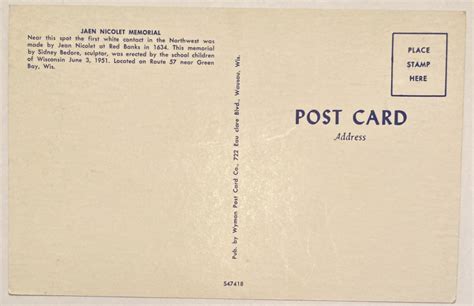 JAEN NICOLET MEMORIAL
Near this spot the first white contact in the Northwest was
made by Jean Nicolet at Red Banks in 1634. This memorial
by Sidney Bedore, sculptor, was erected by the school children
of Wisconsin June 3, 1951. Located on Route 57 near Green
Bay, Wis.
Pub. by Wyman Post Card Co., 722 Eau clare Blvd., Wausau, Wis.
PLACE
STAMP
HERE
POST CARD
Address
S47418